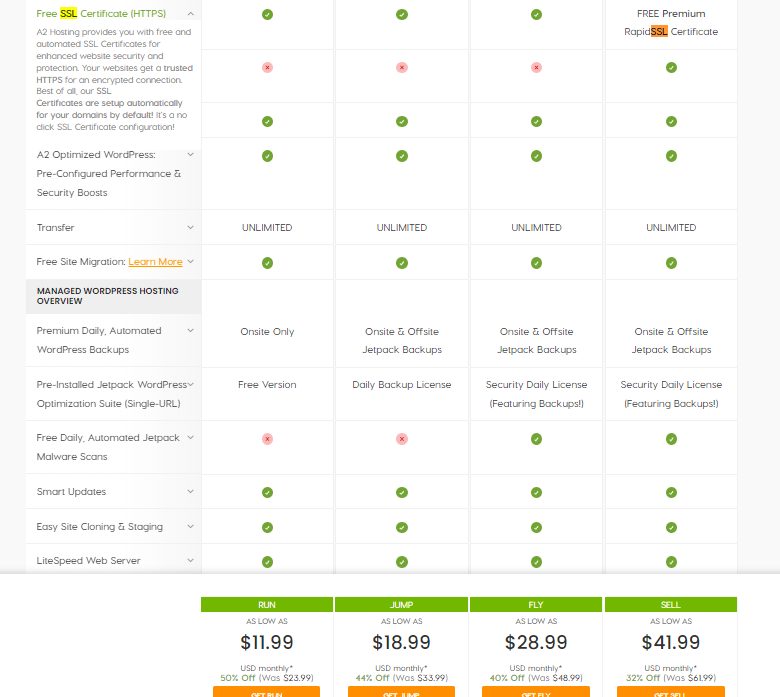 Free SSL Certificate (HTTPS)
FREE Premium
RapidSSL Certificate
A2 Hosting provides you with free and
automated SSL Certificates for
enhanced website security and
protection. Your websites get a trusted
HTTPS for an encrypted connection.
Best of all, our SSL
Certificates are setup automatically
for your domains by default! It's a no
click SSL Certificate configuration!
A2 Optimized WordPress:
Pre-Configured Performance &
Security Boosts
Transfer
UNLIMITED UNLIMITED UNLIMITED UNLIMITED
Free Site Migration: Learn More
MANAGED WORDPRESS HOSTING
OVERVIEW
Premium Daily, Automated
WordPress Backups
Onsite Only
Onsite & Offsite
Jetpack Backups
Onsite & Offsite
Jetpack Backups
Onsite & Offsite
Jetpack Backups
Pre-Installed Jetpack WordPress
Optimization Suite (Single-URL)
Free Version
Daily Backup License
Security Daily License
(Featuring Backups!)
Security Daily License
(Featuring Backups!)
Free Daily, Automated Jetpack
Malware Scans
Smart Updates
Easy Site Cloning & Staging
LiteSpeed Web Server
RUN
AS LOW AS
$11.99
USD monthly*
50% Off (Was $23.99)
GET RUN
JUMP
AS LOW AS
$18.99
USD monthly*
44% Off (Was $33.99)
GET JUMP
FLY
AS LOW AS
$28.99
USD monthly*
40% Off (Was $48.99)
GET FLY
SELL
AS LOW AS
$41.99
USD monthly*
32% Off (Was $61.99)
GET SELL